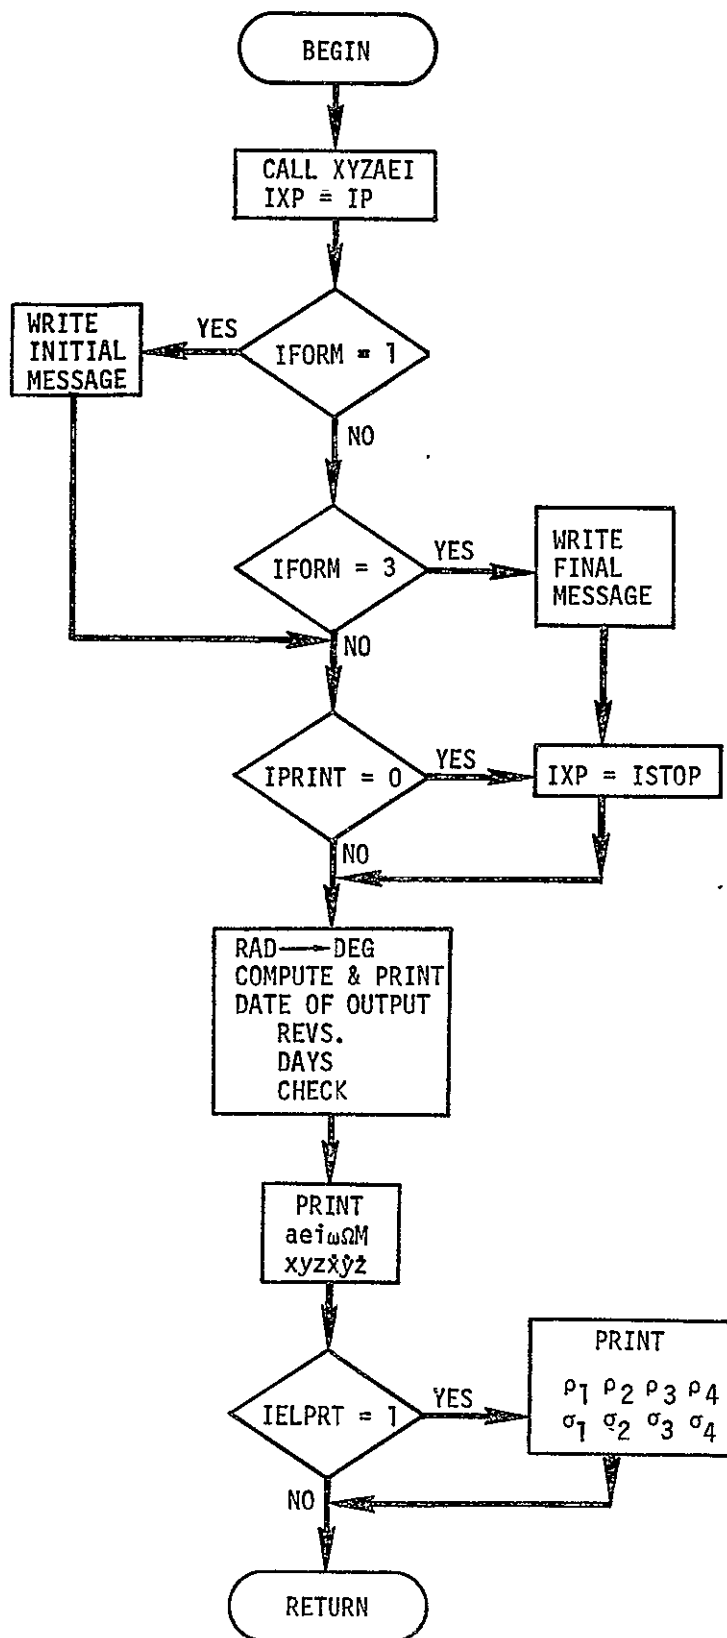 BEGIN
CALL XYZAEI
IXP = IP
IFORM = 1
YES
WRITE
INITIAL
MESSAGE
NO
IFORM = 3
YES
WRITE
FINAL
MESSAGE
NO
IPRINT = 0
YES
IXP = ISTOP
NO
RAD → DEG
COMPUTE & PRINT
DATE OF OUTPUT
REVS.
DAYS
CHECK
PRINT
aeiωΩM
xyzẋẏż
IELPRT = 1
YES
PRINT
ρ1 ρ2 ρ3 ρ4
σ1 σ2 σ3 σ4
NO
RETURN